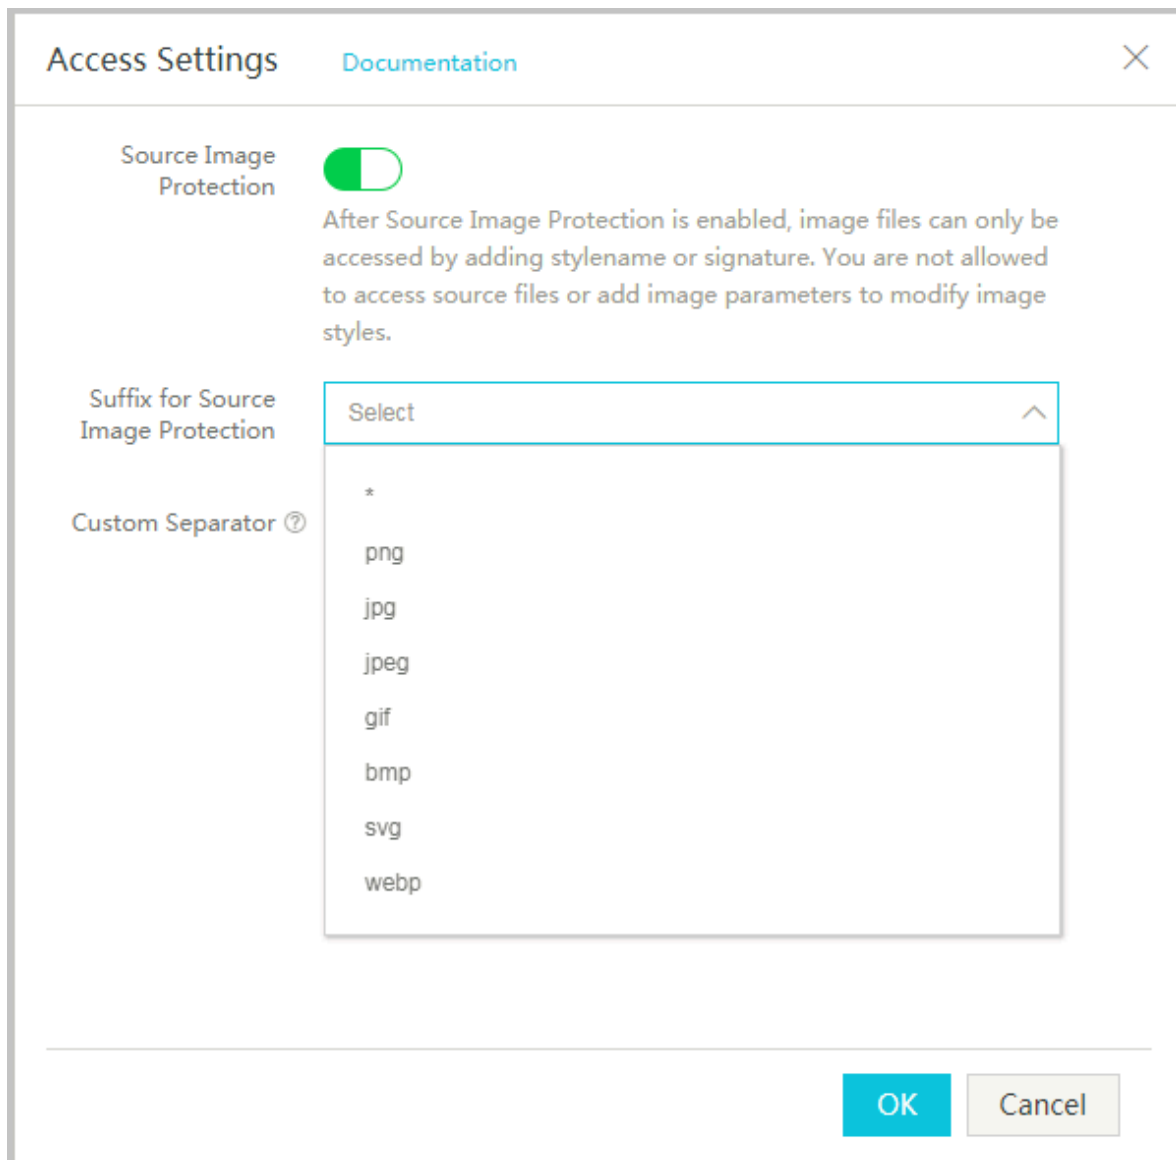 Access Settings
Documentation
Source Image
Protection
After Source Image Protection is enabled, image files can only be
accessed by adding stylename or signature. You are not allowed
to access source files or add image parameters to modify image
styles.
Suffix for Source
Image Protection
Select
*
png
jpg
jpeg
gif
bmp
svg
webp
Custom Separator ?
OK
Cancel